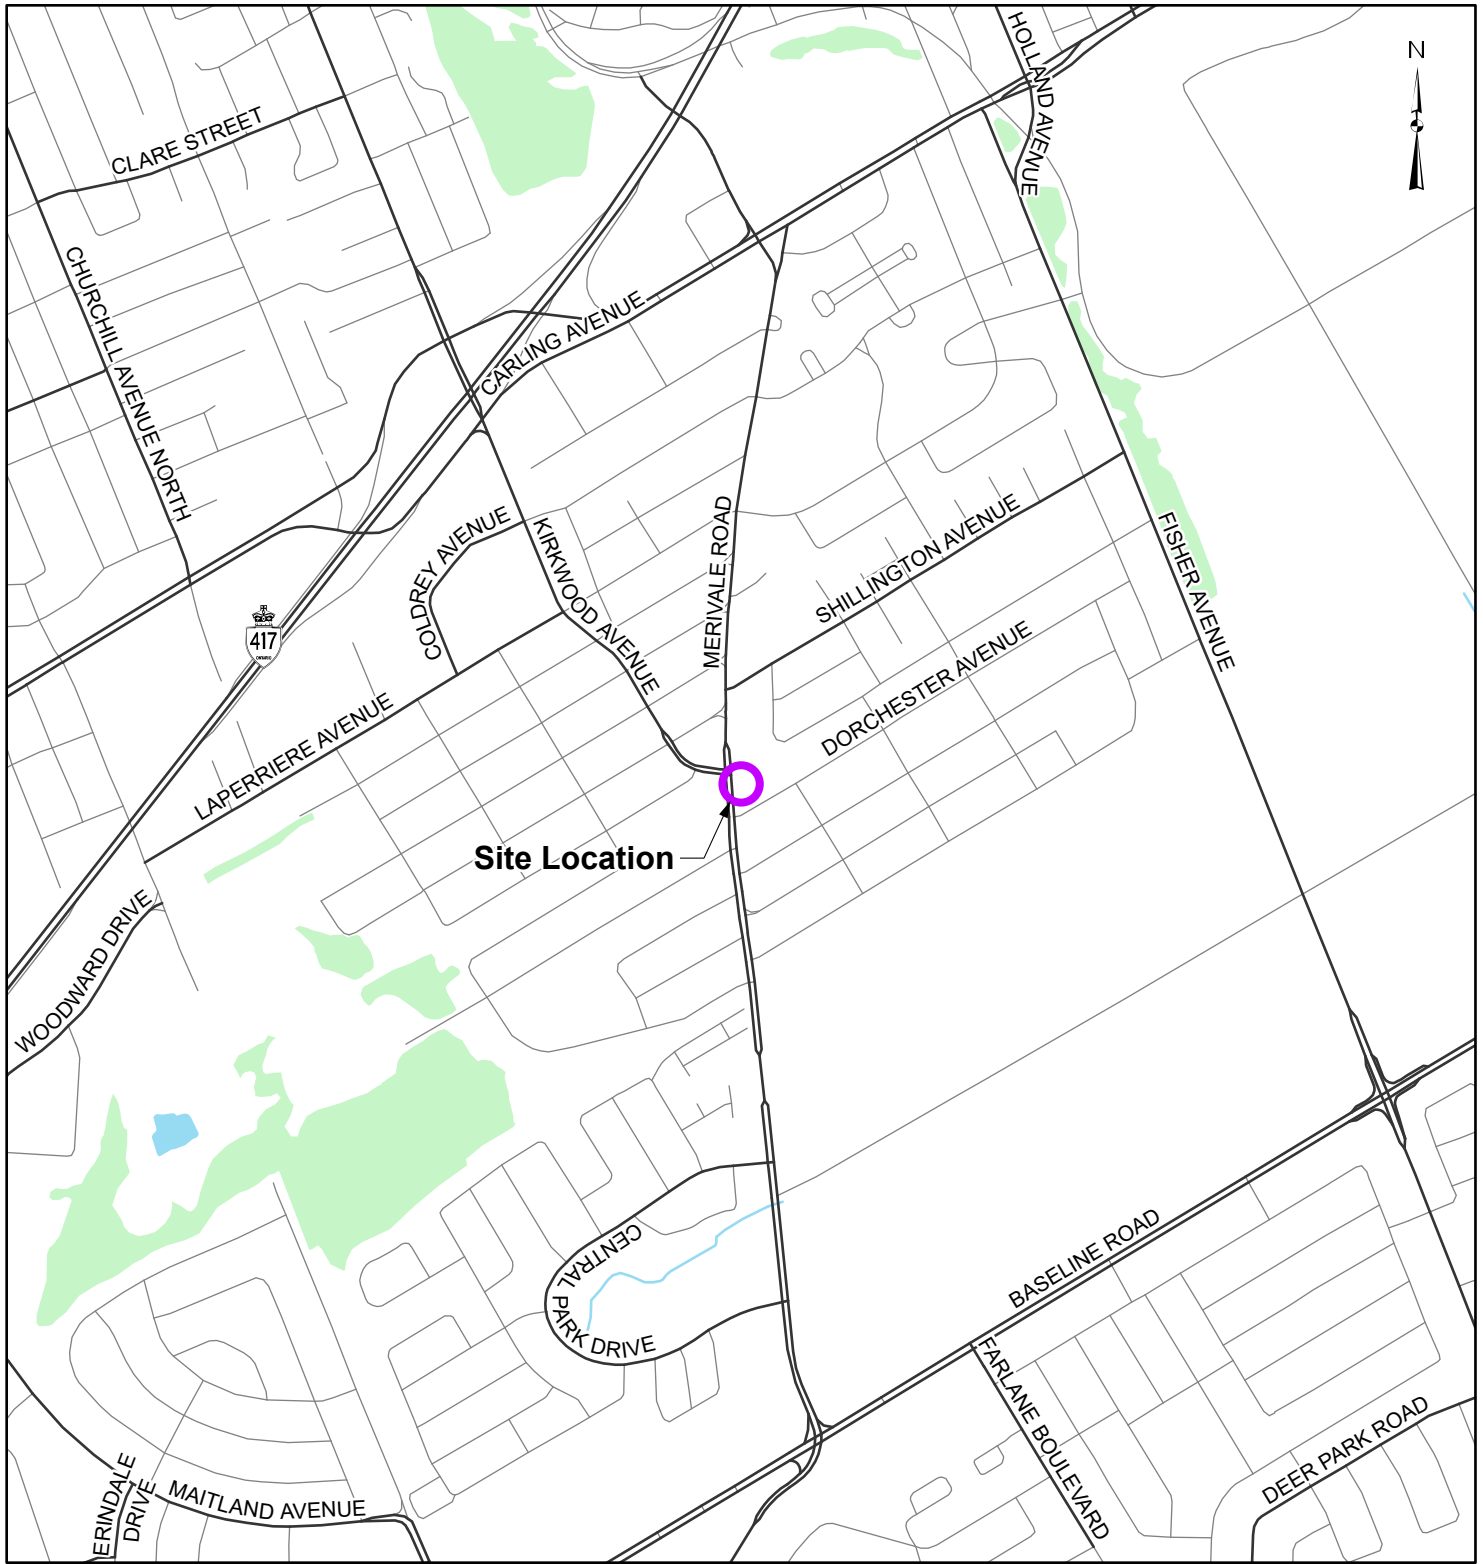 HOLLAND AVENUE
N
CLARE STREET
CHURCHILL AVENUE NORTH
CARLING AVENUE
COLDREY AVENUE
KIRKWOOD AVENUE
MERIVALE ROAD
SHILLINGTON AVENUE
FISHER AVENUE
417
ONTARIO
DORCHESTER AVENUE
LAPERRIERE AVENUE
Site Location
WOODWARD DRIVE
CENTRAL
PARK DRIVE
BASELINE ROAD
FARLANE BOULEVARD
DEER PARK ROAD
ERINDALE
DRIVE
MAITLAND AVENUE